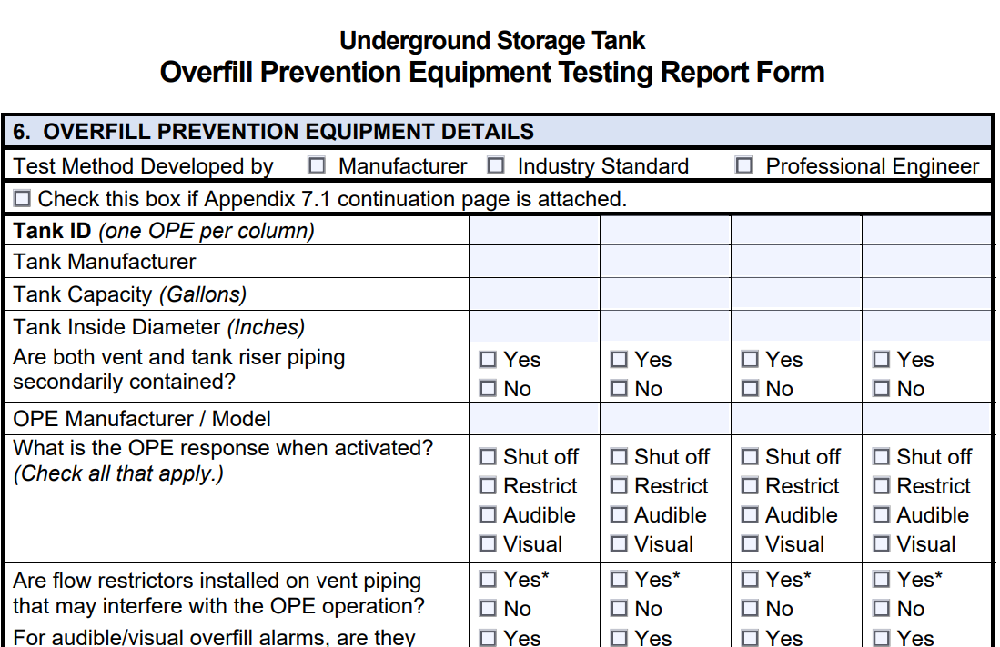 Underground Storage Tank
Overfill Prevention Equipment Testing Report Form
6. OVERFILL PREVENTION EQUIPMENT DETAILS
Test Method Developed by Manufacturer Industry Standard Professional Engineer
Check this box if Appendix 7.1 continuation page is attached.
Tank ID (one OPE per column)
Tank Manufacturer
Tank Capacity (Gallons)
Tank Inside Diameter (Inches)
Are both vent and tank riser piping
secondarily contained?
Yes Yes Yes Yes
No No No No
OPE Manufacturer / Model
What is the OPE response when activated?
(Check all that apply.)
Shut off Shut off Shut off Shut off
Restrict Restrict Restrict Restrict
Audible Audible Audible Audible
Visual Visual Visual Visual
Are flow restrictors installed on vent piping
that may interfere with the OPE operation?
Yes* Yes* Yes* Yes*
No No No No
For audible/visual overfill alarms, are they
Yes Yes Yes Yes